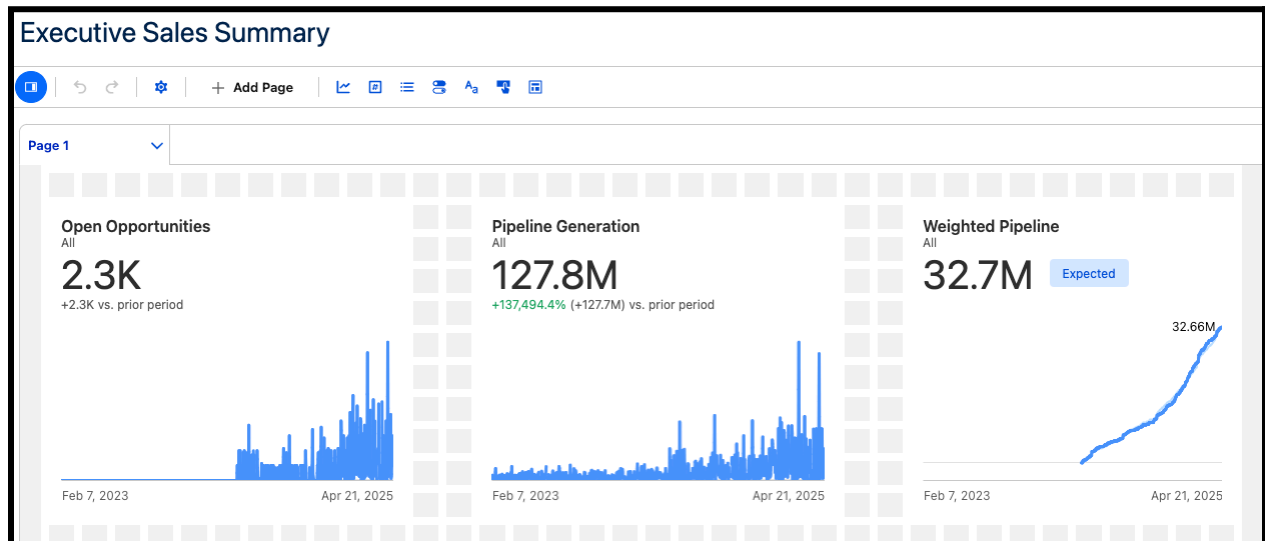 Executive Sales Summary
Add Page
Page 1
Open Opportunities
All
2.3K
+2.3K vs. prior period
Feb 7, 2023 Apr 21, 2025
Pipeline Generation
All
127.8M
+137,494.4% (+127.7M) vs. prior period
Feb 7, 2023 Apr 21, 2025
Weighted Pipeline
All
32.7M Expected
32.66M
Feb 7, 2023 Apr 21, 2025